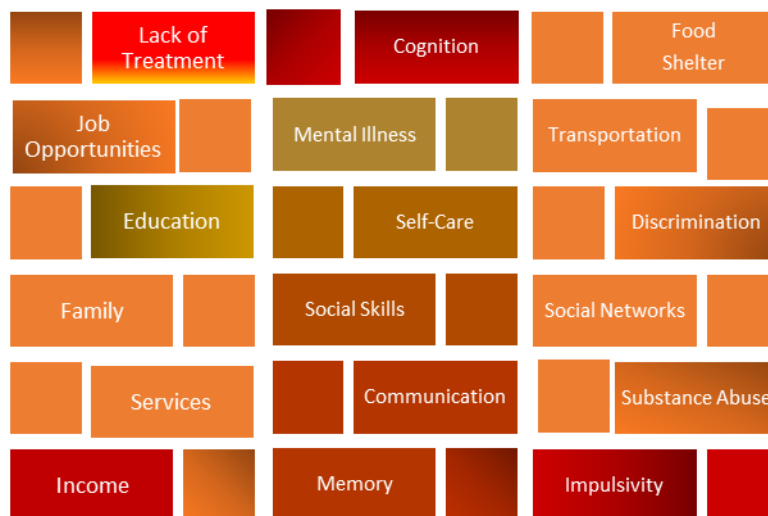 Lack of
Treatment
Cognition
Food
Shelter
Job
Opportunities
Mental Illness
Transportation
Education
Self-Care
Discrimination
Family
Social Skills
Social Networks
Services
Communication
Substance Abuse
Income
Memory
Impulsivity